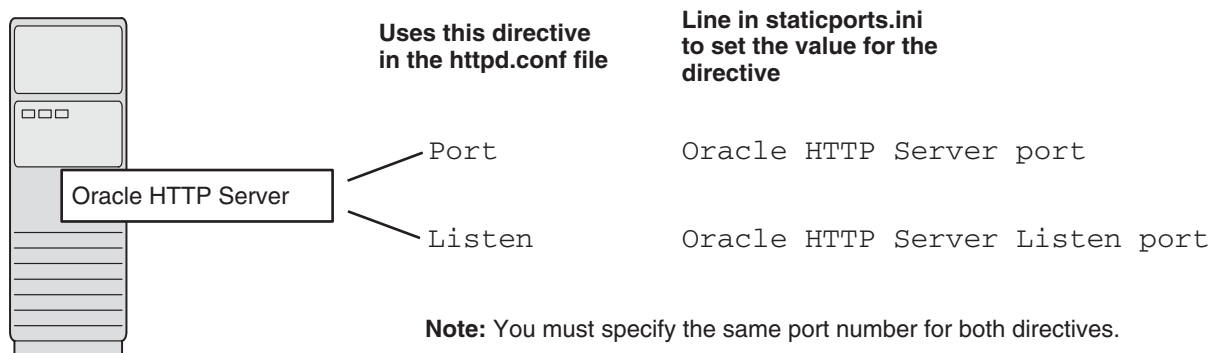 Uses this directive
in the httpd.conf file
Line in staticports.ini
to set the value for the
directive
Oracle HTTP Server
Port
Oracle HTTP Server port
Listen
Oracle HTTP Server Listen port
Note: You must specify the same port number for both directives.